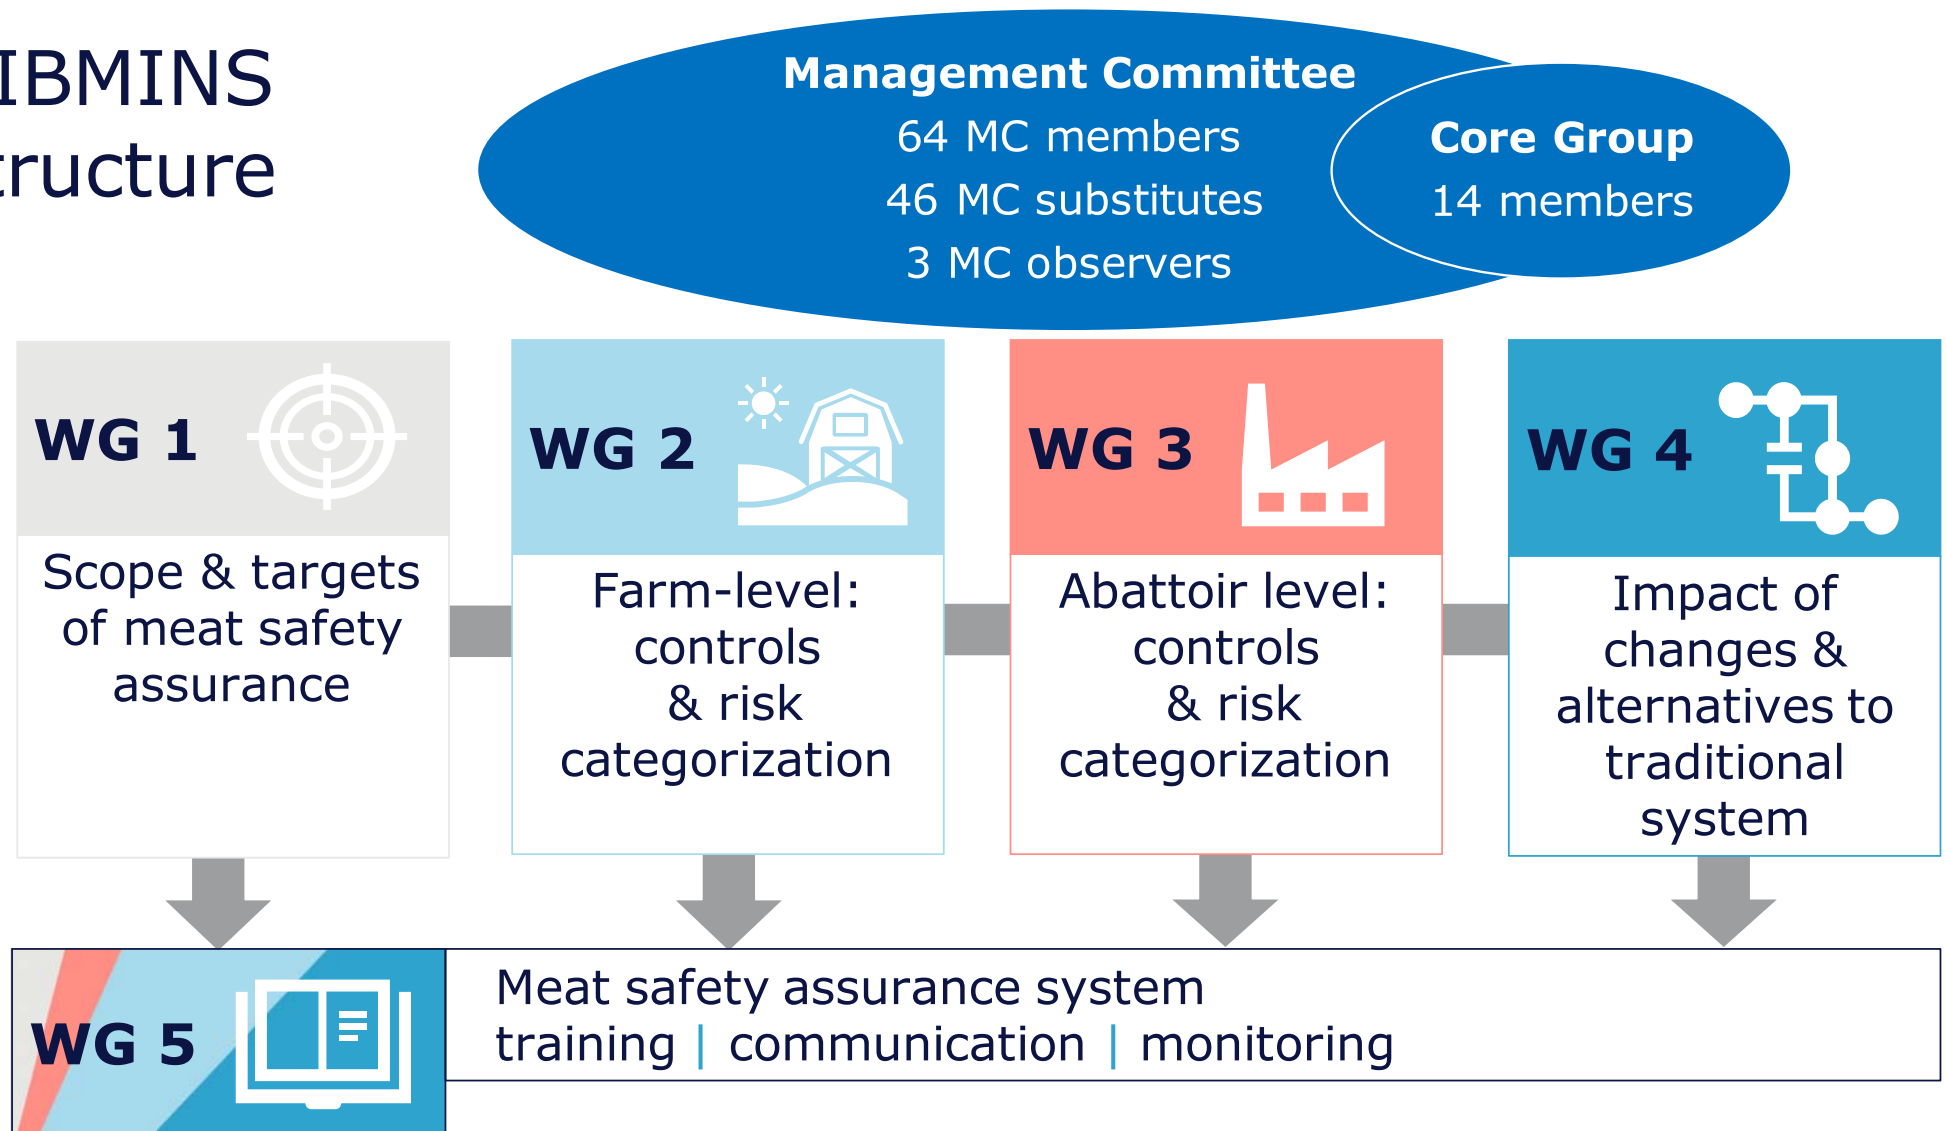 IBMINS
tructure
Management Committee
64 MC members
46 MC substitutes
3 MC observers
Core Group
14 members
WG 1
Scope & targets
of meat safety
assurance
WG 2
Farm-level:
controls
& risk
categorization
WG 3
Abattoir level:
controls
& risk
categorization
WG 4
Impact of
changes &
alternatives to
traditional
system
WG 5
Meat safety assurance system
training | communication | monitoring